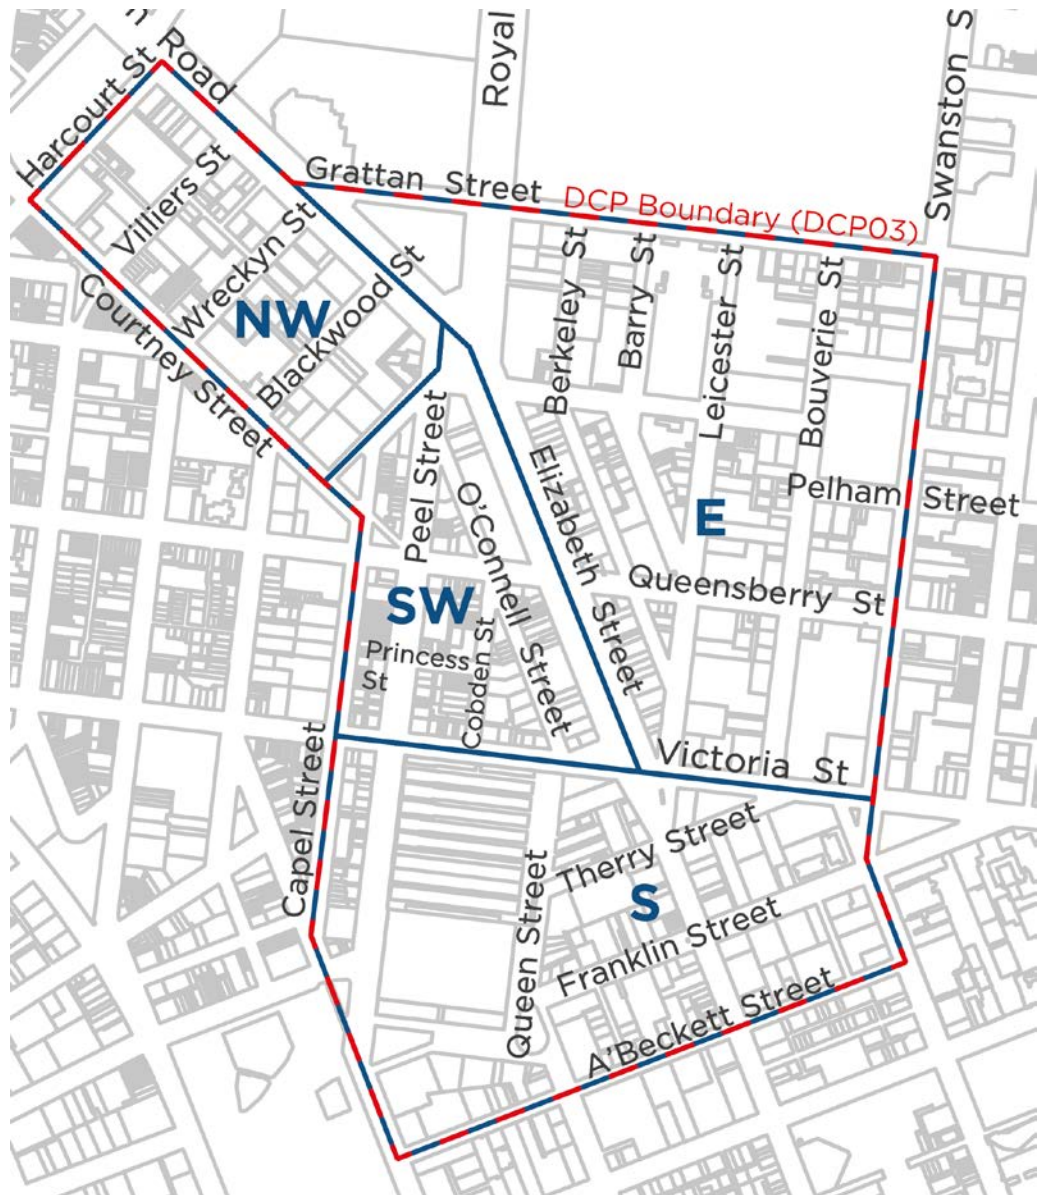 Road
Royal
Swanston S
Harcourt St
Grattan Street
DCP Boundary (DCP03)
Villiers St
Wreckyn St
Blackwood St
NW
Courtney Street
Berkeley St
Barry St
Leicester St
Bouverie St
Peel Street
O'Connell Street
Elizabeth Street
E
Pelham Street
Queensberry St
SW
Princess
St
Cobden St
Victoria St
Capel Street
Therry Street
S
Queen Street
Franklin Street
A'Beckett Street